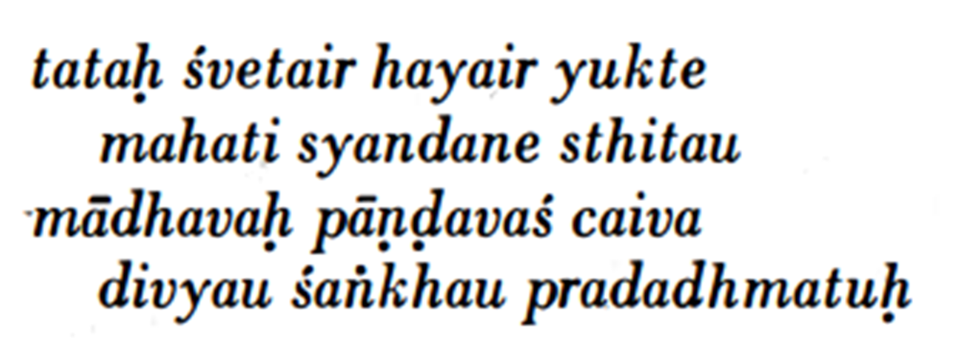 tataḥ śvetair hayair yukte
mahati syandane sthitau
mādhavaḥ pāṇḍavaś caiva
divyau śaṅkhau pradadhmatuḥ